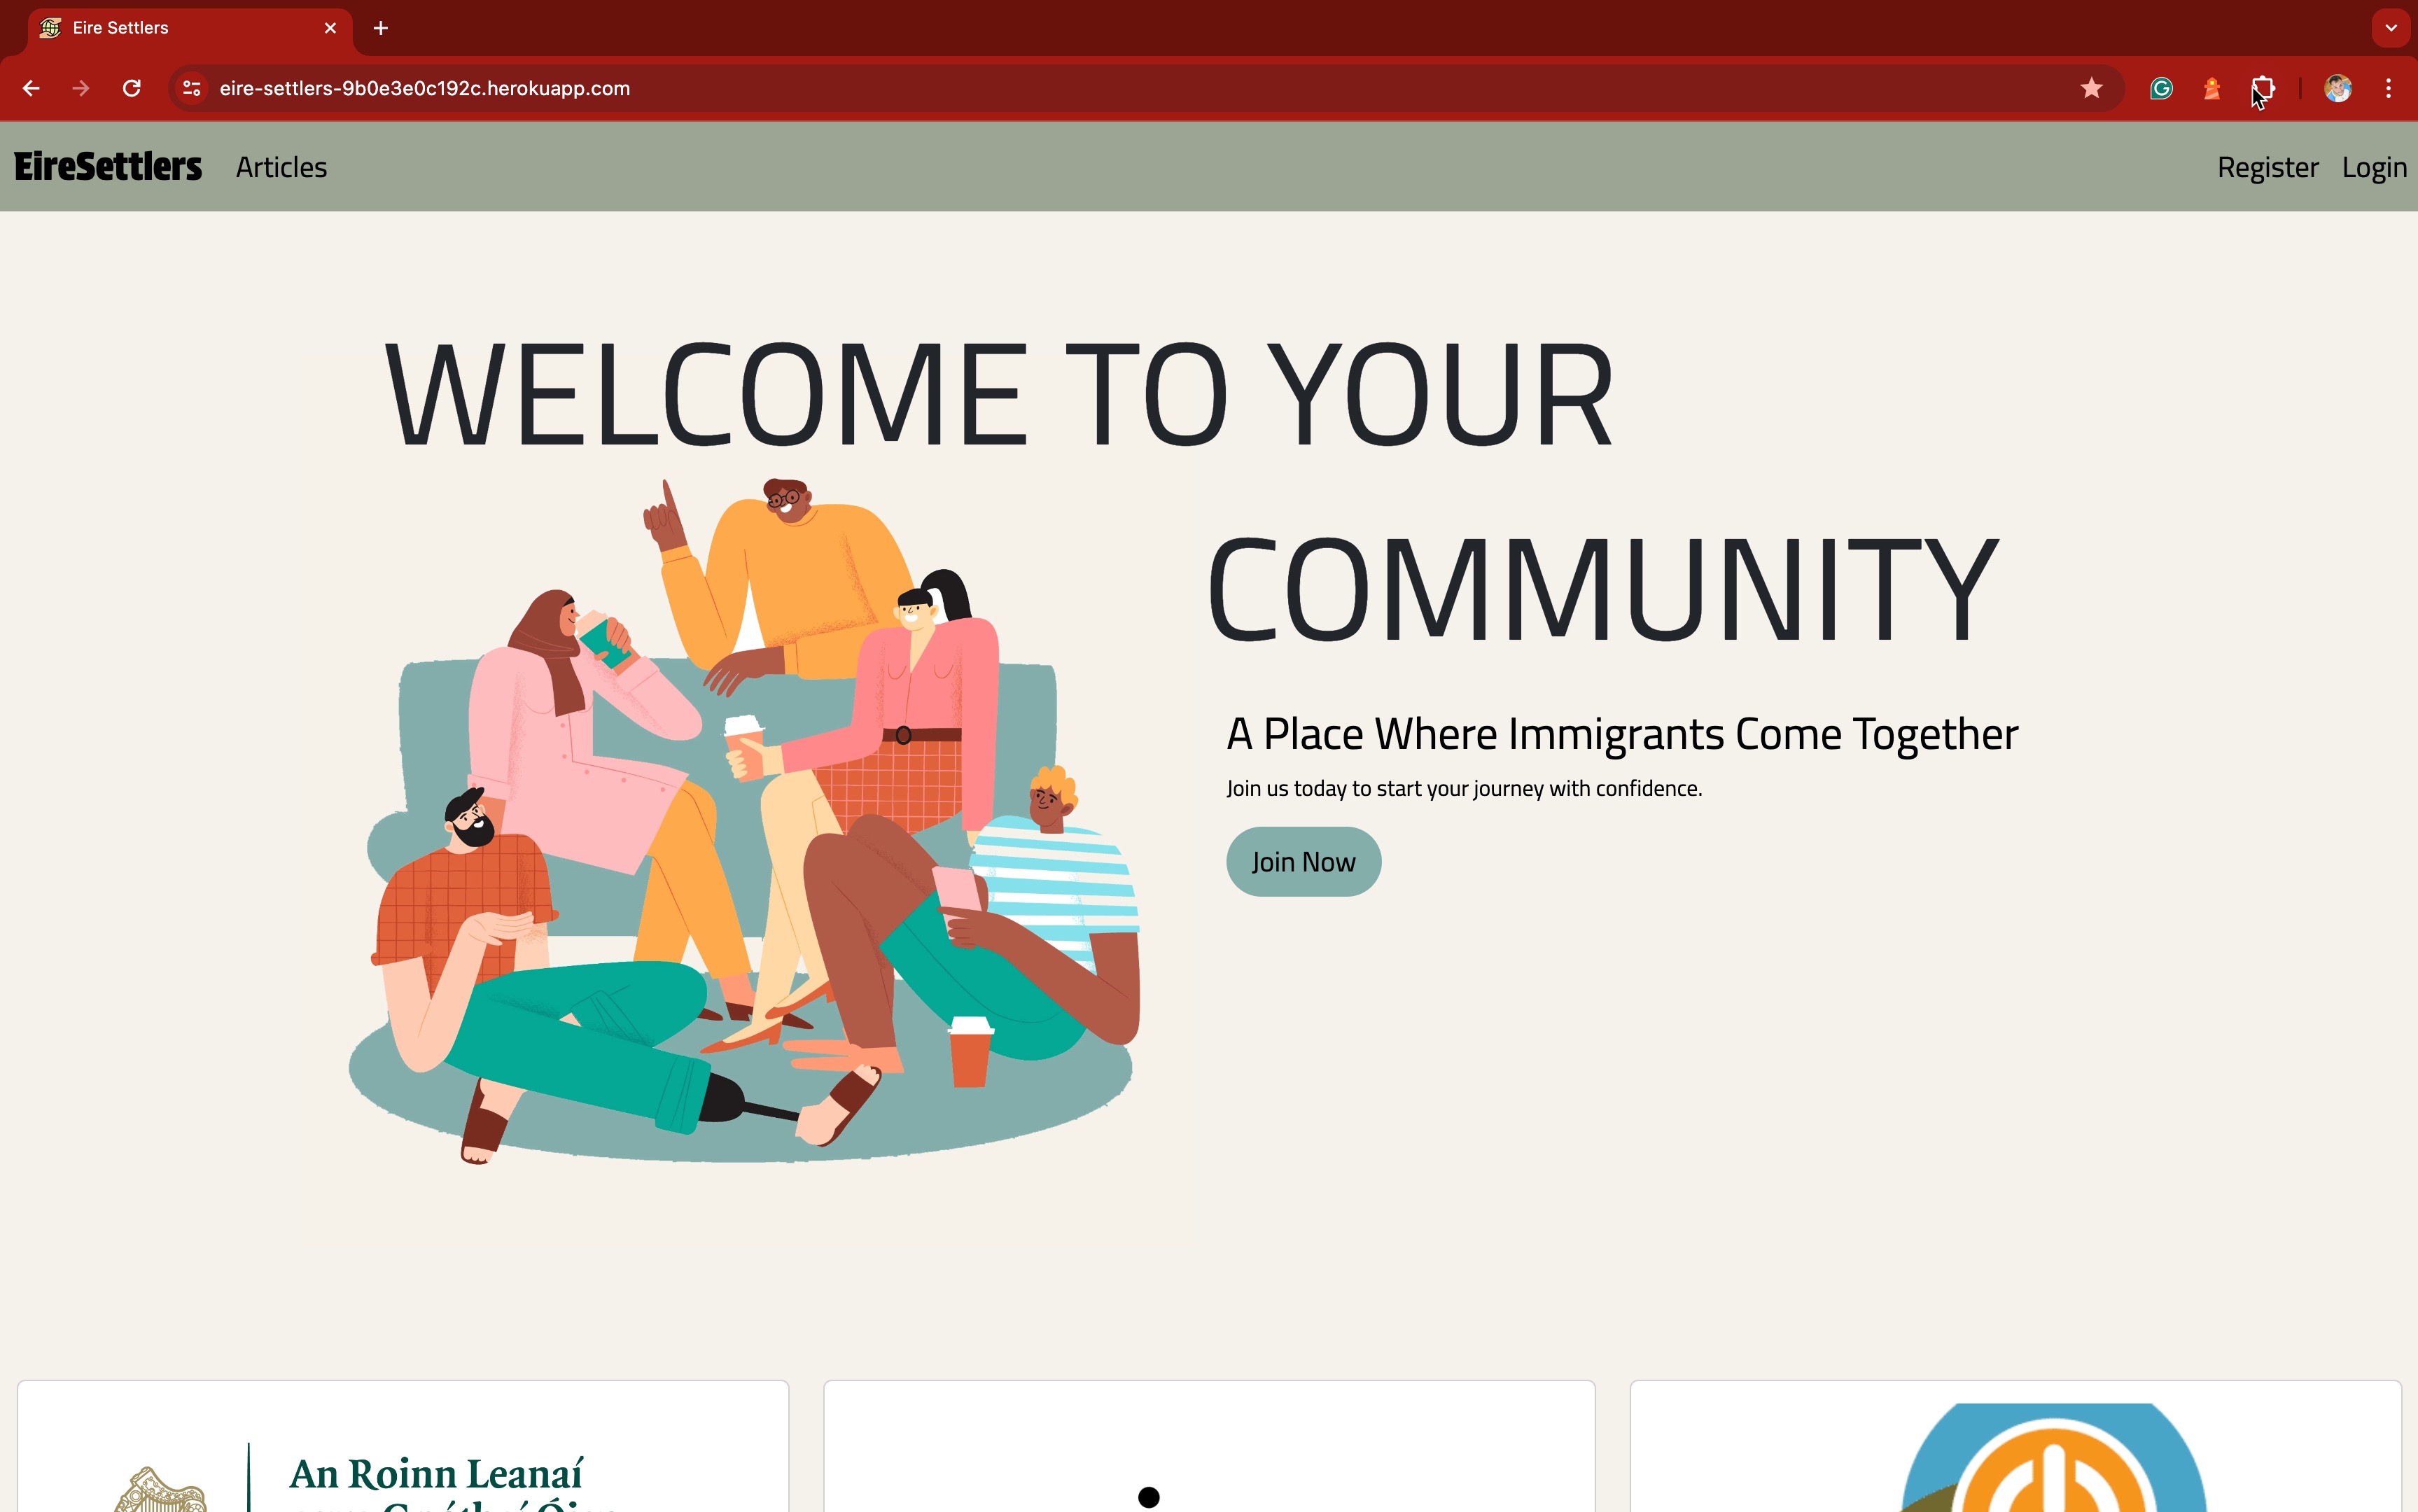 Eire Settlers
eire-settlers-9b0e3e0c192c.herokuapp.com
EireSettlers Articles Register Login
WELCOME TO YOUR
COMMUNITY
A Place Where Immigrants Come Together
Join us today to start your journey with confidence.
Join Now
An Roinn Leanaí